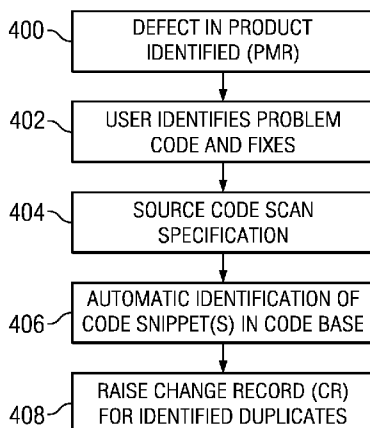 400
DEFECT IN PRODUCT
IDENTIFIED (PMR)
402
USER IDENTIFIES PROBLEM
CODE AND FIXES
404
SOURCE CODE SCAN
SPECIFICATION
406
AUTOMATIC IDENTIFICATION OF
CODE SNIPPET(S) IN CODE BASE
408
RAISE CHANGE RECORD (CR)
FOR IDENTIFIED DUPLICATES